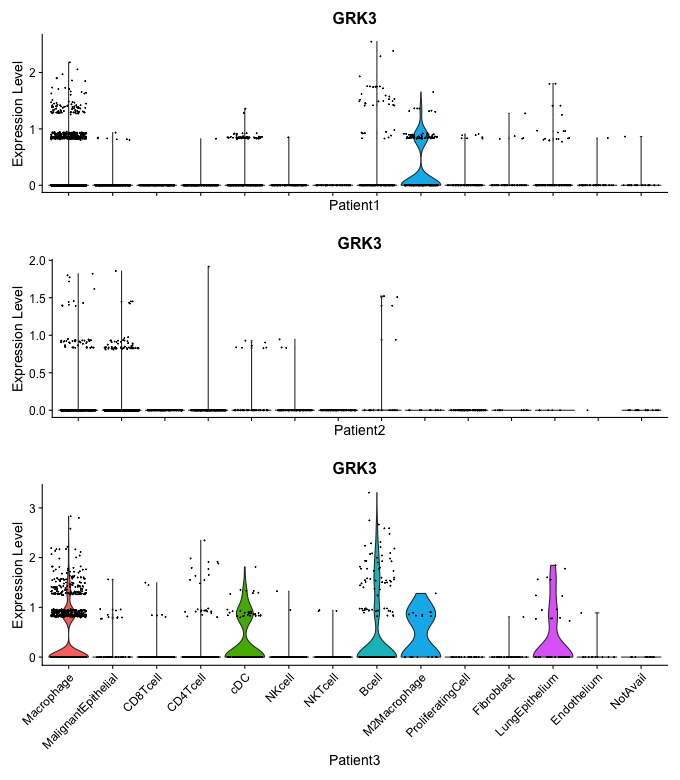 GRK3
Expression Level
2
1
0
Patient1
GRK3
Expression Level
2.0
1.5
1.0
0.5
0.0
Patient2
GRK3
Expression Level
3
2
1
0
Macrophage
MalignantEpithelial
CD8Tcell
CD4Tcell
cDC
NKcell
NKTcell
Bcell
M2Macrophage
ProliferatingCell
Fibroblast
LungEpithelium
Endothelium
NotAvail
Patient3